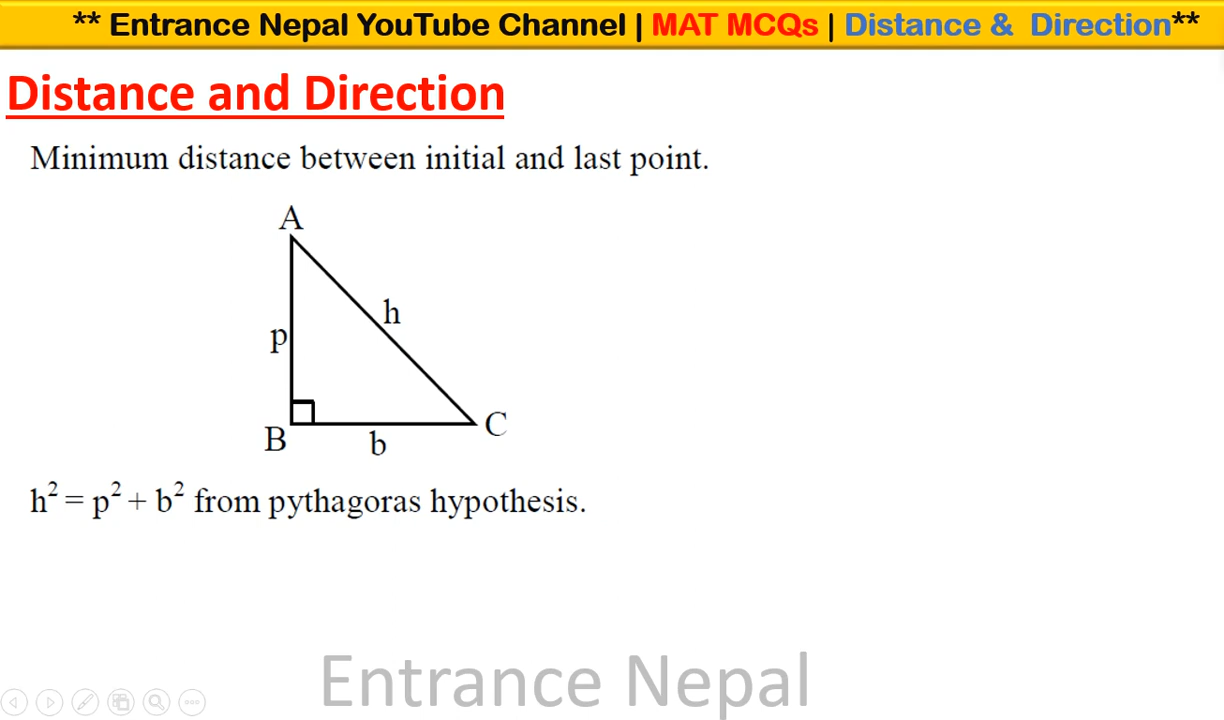 ** Entrance Nepal YouTube Channel | MAT MCQs | Distance & Direction**
Distance and Direction
Minimum distance between initial and last point.
A
h
p
B
b
C
h² = p² + b² from pythagoras hypothesis.
Entrance Nepal